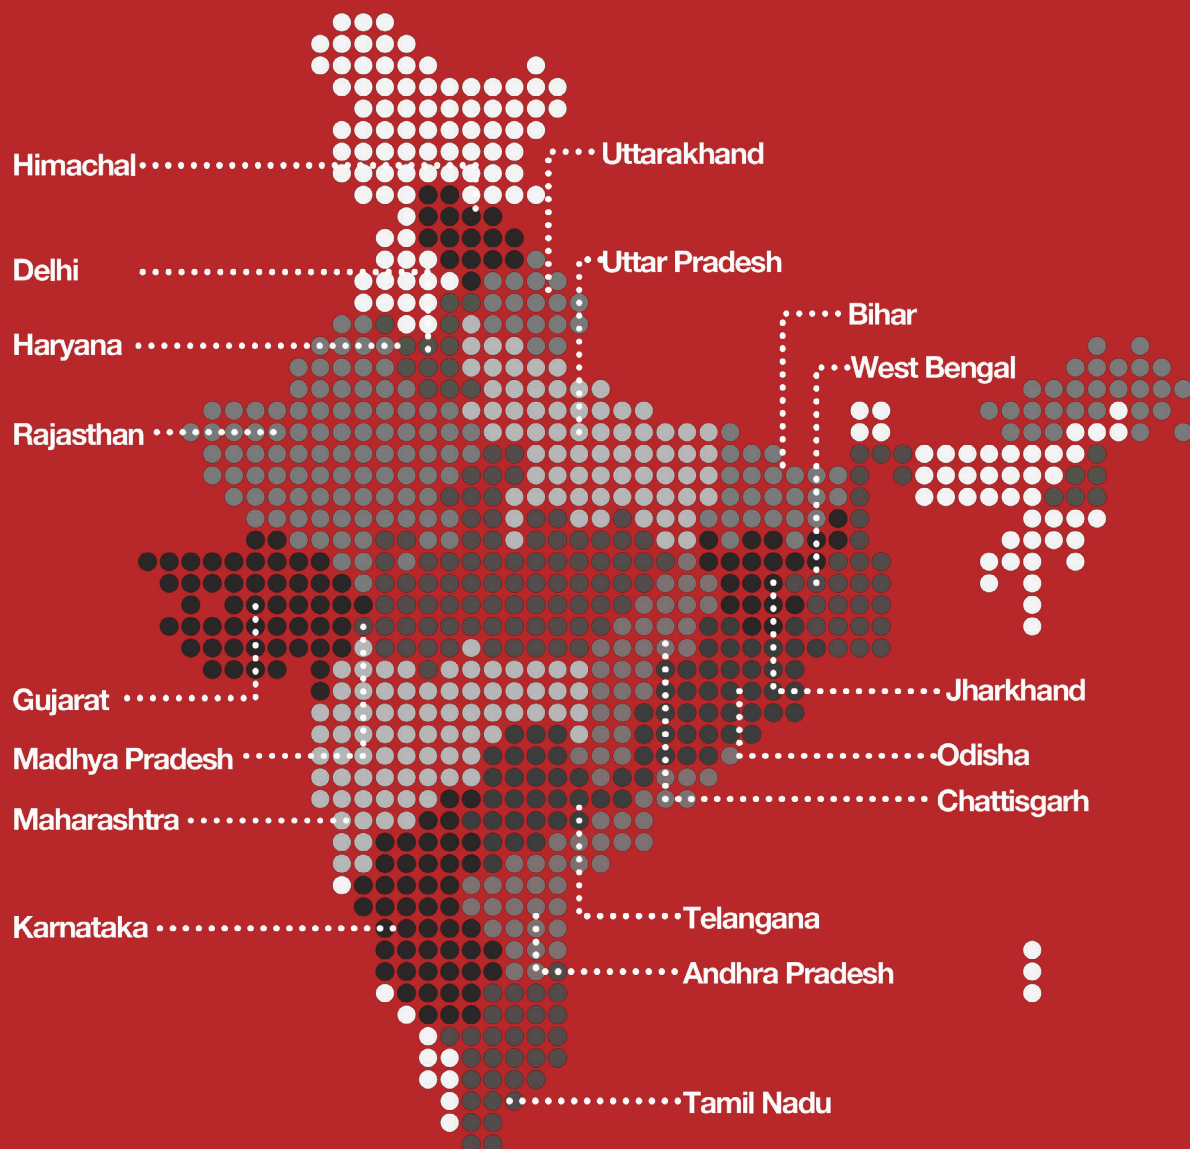 Himachal
Uttarakhand
Delhi
Uttar Pradesh
Bihar
Haryana
West Bengal
Rajasthan
Gujarat
Jharkhand
Madhya Pradesh
Odisha
Chattisgarh
Maharashtra
Karnataka
Telangana
Andhra Pradesh
Tamil Nadu